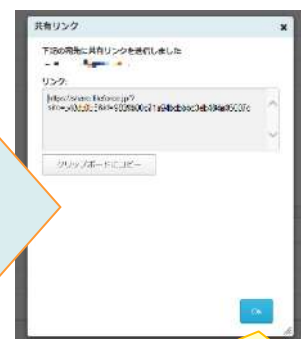 共有リンク
x
下記の宛先に共有リンクを送信しました
リンク:
https://share.fileforce.jp/?
クリップボードにコピー
Ok